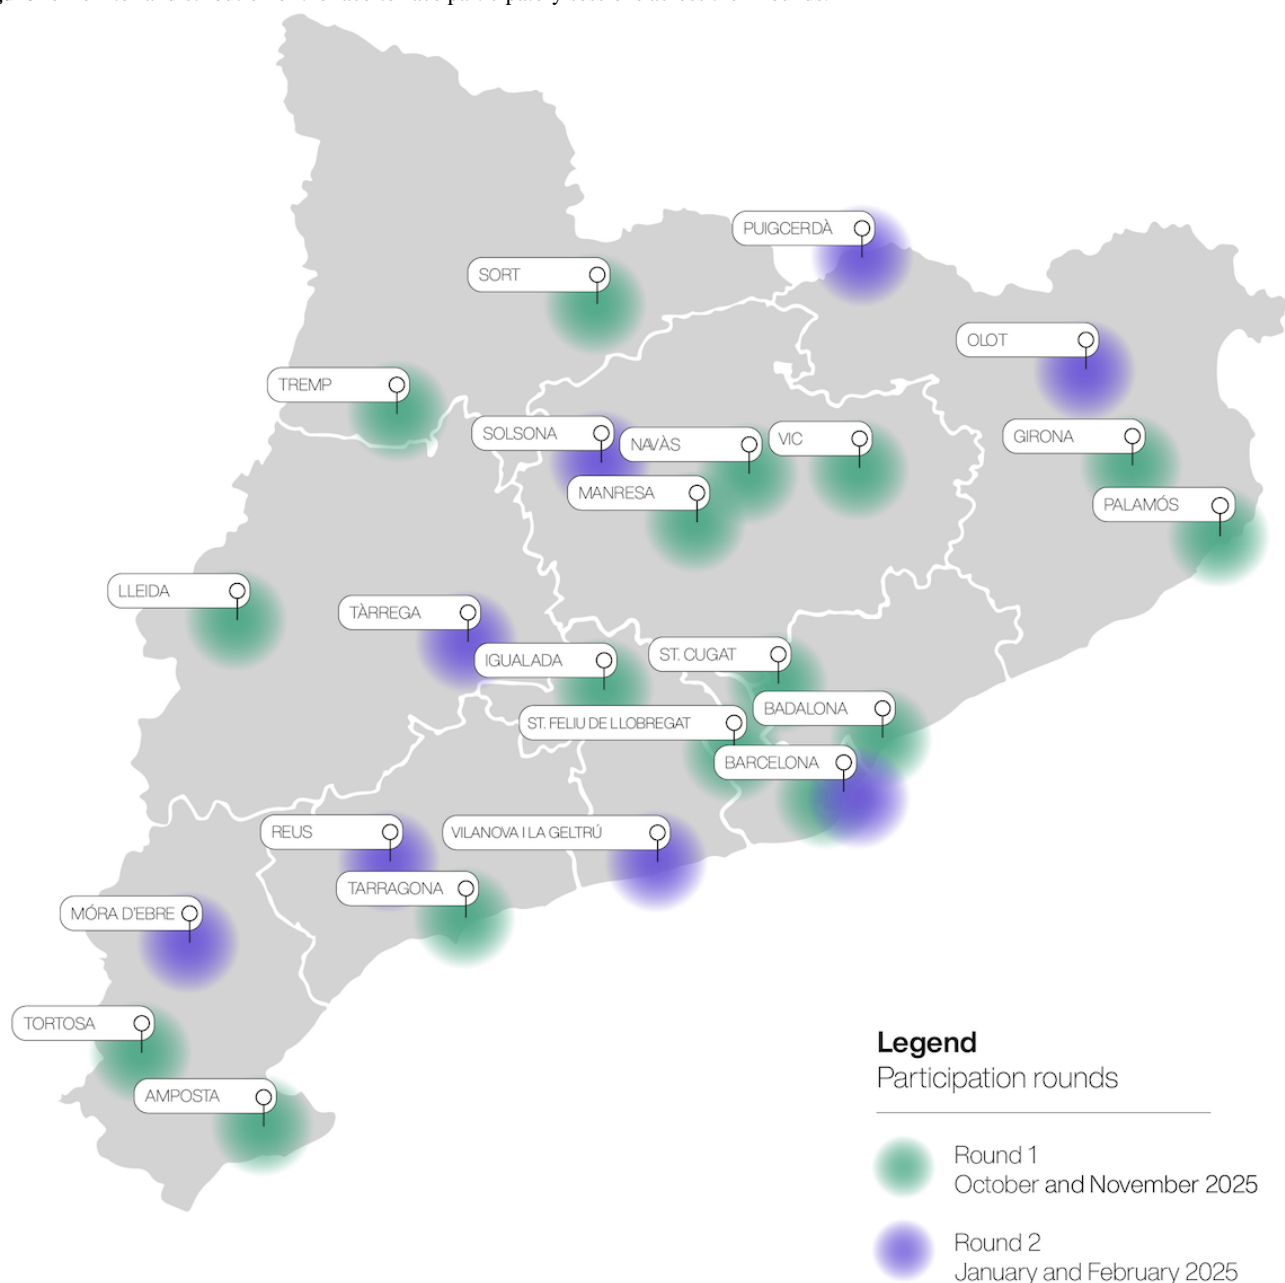 PUIGCERDÀ
SORT
OLOT
TREMP
SOLSONA
NAVÀS
VIC
GIRONA
MANRESA
PALAMÓS
LLEIDA
TÀRREGA
IGUALADA
ST. CUGAT
BADALONA
ST. FELIU DE LLOBREGAT
BARCELONA
REUS
VILANOVA I LA GELTRÚ
TARRAGONA
MÓRA D'EBRE
TORTOSA
AMPOSTA
Legend
Participation rounds
Round 1
October and November 2025
Round 2
January and February 2025